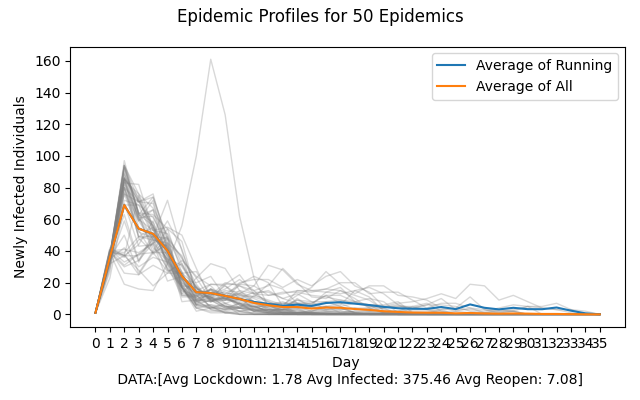 Epidemic Profiles for 50 Epidemics
Average of Running
Average of All
160
140
120
100
80
60
40
20
0
Newly Infected Individuals
0 1 2 3 4 5 6 7 8 9 10 11 12 13 14 15 16 17 18 19 20 21 22 23 24 25 26 27 28 29 30 31 32 33 34 35
Day
DATA:[Avg Lockdown: 1.78 Avg Infected: 375.46 Avg Reopen: 7.08]